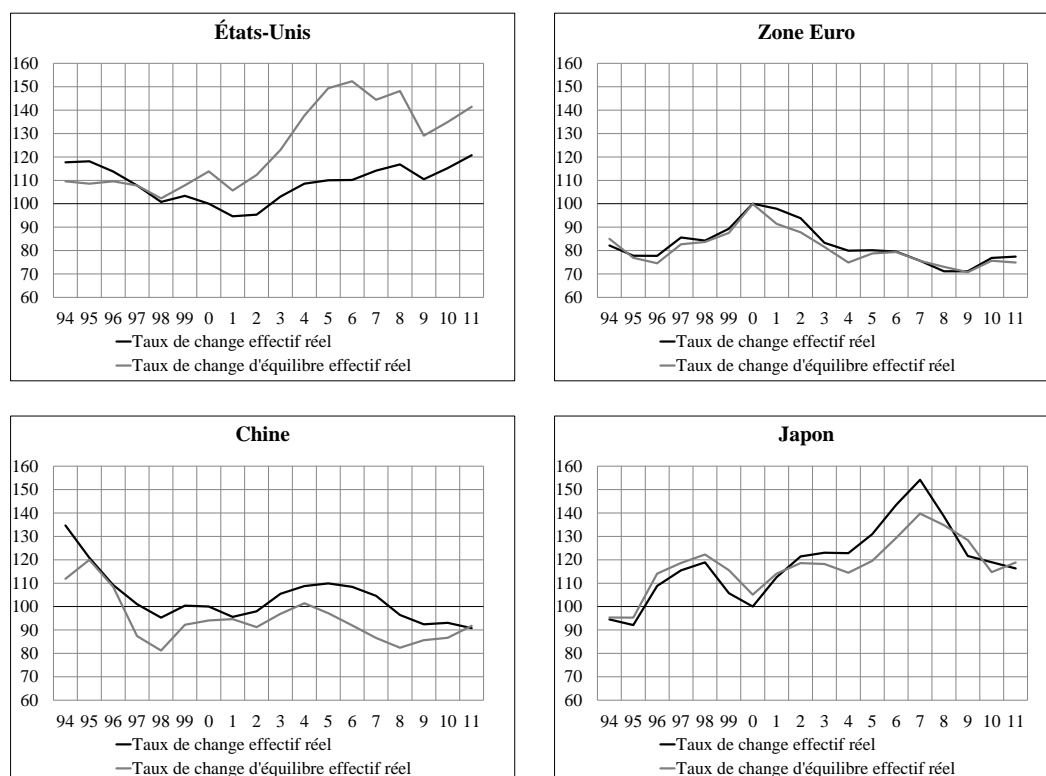 États-Unis
160
150
140
130
120
110
100
90
80
70
60
94 95 96 97 98 99 0 1 2 3 4 5 6 7 8 9 10 11
Taux de change effectif réel
Taux de change d'équilibre effectif réel
Zone Euro
160
150
140
130
120
110
100
90
80
70
60
94 95 96 97 98 99 0 1 2 3 4 5 6 7 8 9 10 11
Taux de change effectif réel
Taux de change d'équilibre effectif réel
Chine
160
150
140
130
120
110
100
90
80
70
60
94 95 96 97 98 99 0 1 2 3 4 5 6 7 8 9 10 11
Taux de change effectif réel
Taux de change d'équilibre effectif réel
Japon
160
150
140
130
120
110
100
90
80
70
60
94 95 96 97 98 99 0 1 2 3 4 5 6 7 8 9 10 11
Taux de change effectif réel
Taux de change d'équilibre effectif réel